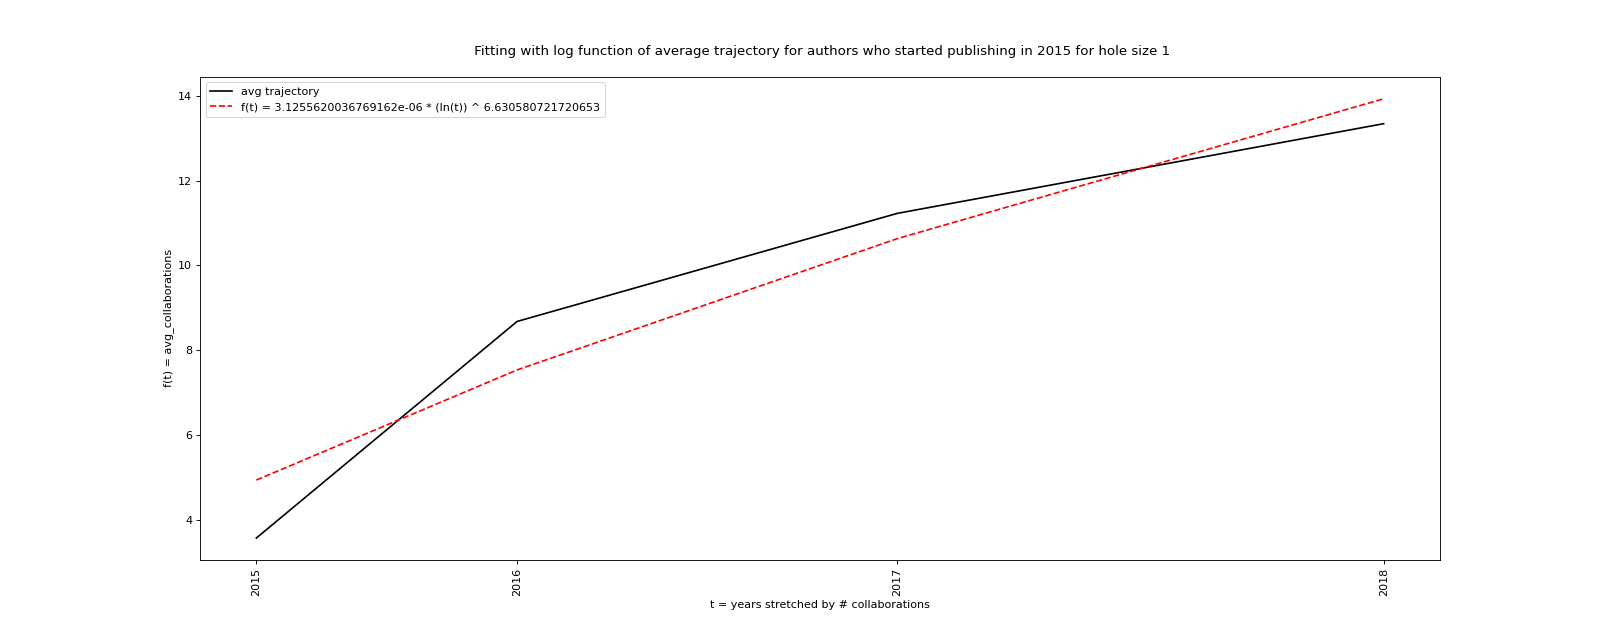 Fitting with log function of average trajectory for authors who started publishing in 2015 for hole size 1
avg trajectory
f(t) = 3.1255620036769162e-06 * (ln(t)) ^ 6.630580721720653
14
12
10
8
6
4
f(t) = avg_collaborations
2015
2016
2017
2018
t = years stretched by # collaborations